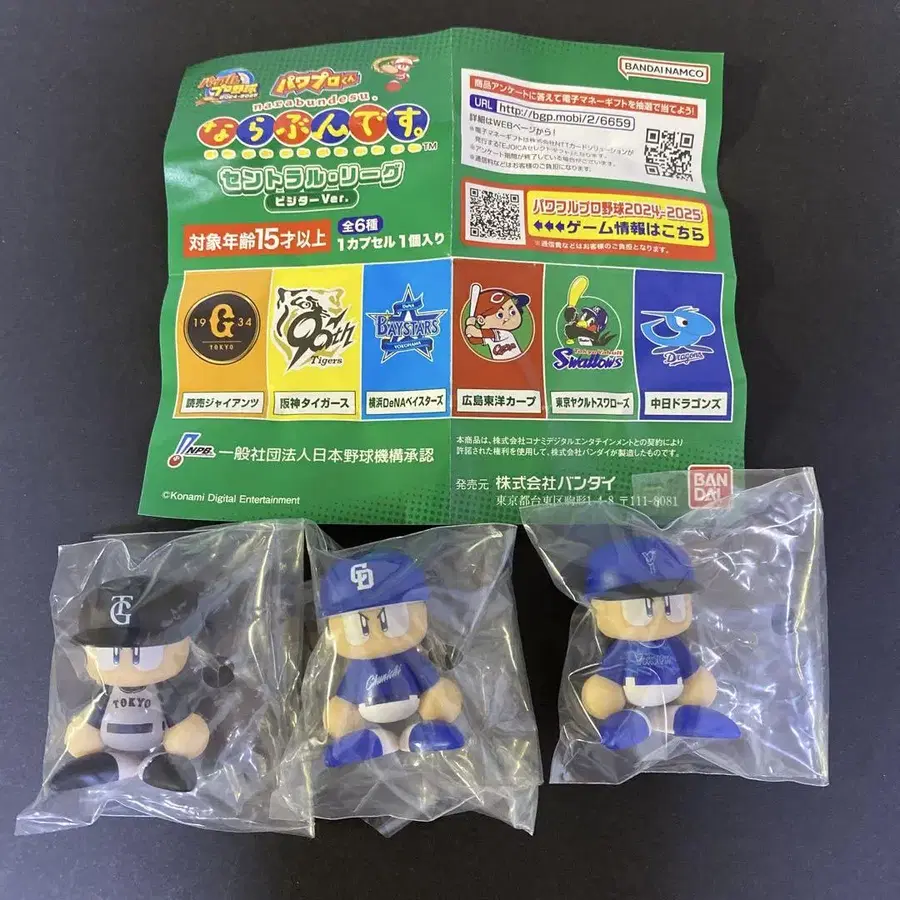 パワフルプロ野球
2024-2025
パワプロくん
narabundesu.
ならぶんです。
TM
セントラル・リーグ
ビジターVer.
対象年齢15才以上
全6種
1カプセル1個入り
BANDAI NAMCO
商品アンケートに答えて電子マネーギフトを抽選で当てよう!
URL http://bgp.mobi/2/6659
詳細はWEBページから!
パワフルプロ野球2024-2025
ゲーム情報はこちら
※通信費などはお客様のご負担となります。
1934
G
TOKYO
90th
Tigers
DeNA
BAYSTARS
YOKOHAMA
Carp
Tokyo Yakult
Swallows
Dragons
読売ジャイアンツ
阪神タイガース
横浜DeNAベイスターズ
広島東洋カープ
東京ヤクルトスワローズ
中日ドラゴンズ
NPB
一般社団法人日本野球機構承認
本商品は、株式会社コナミデジタルエンタテインメントとの契約により
許諾された権利を使用して、株式会社バンダイが製造したものです。
©Konami Digital Entertainment
発売元 株式会社バンダイ
東京都台東区駒形1-4-8 〒111-8081
BAN
DAI
TG
TOKYO
CD
Chunichi